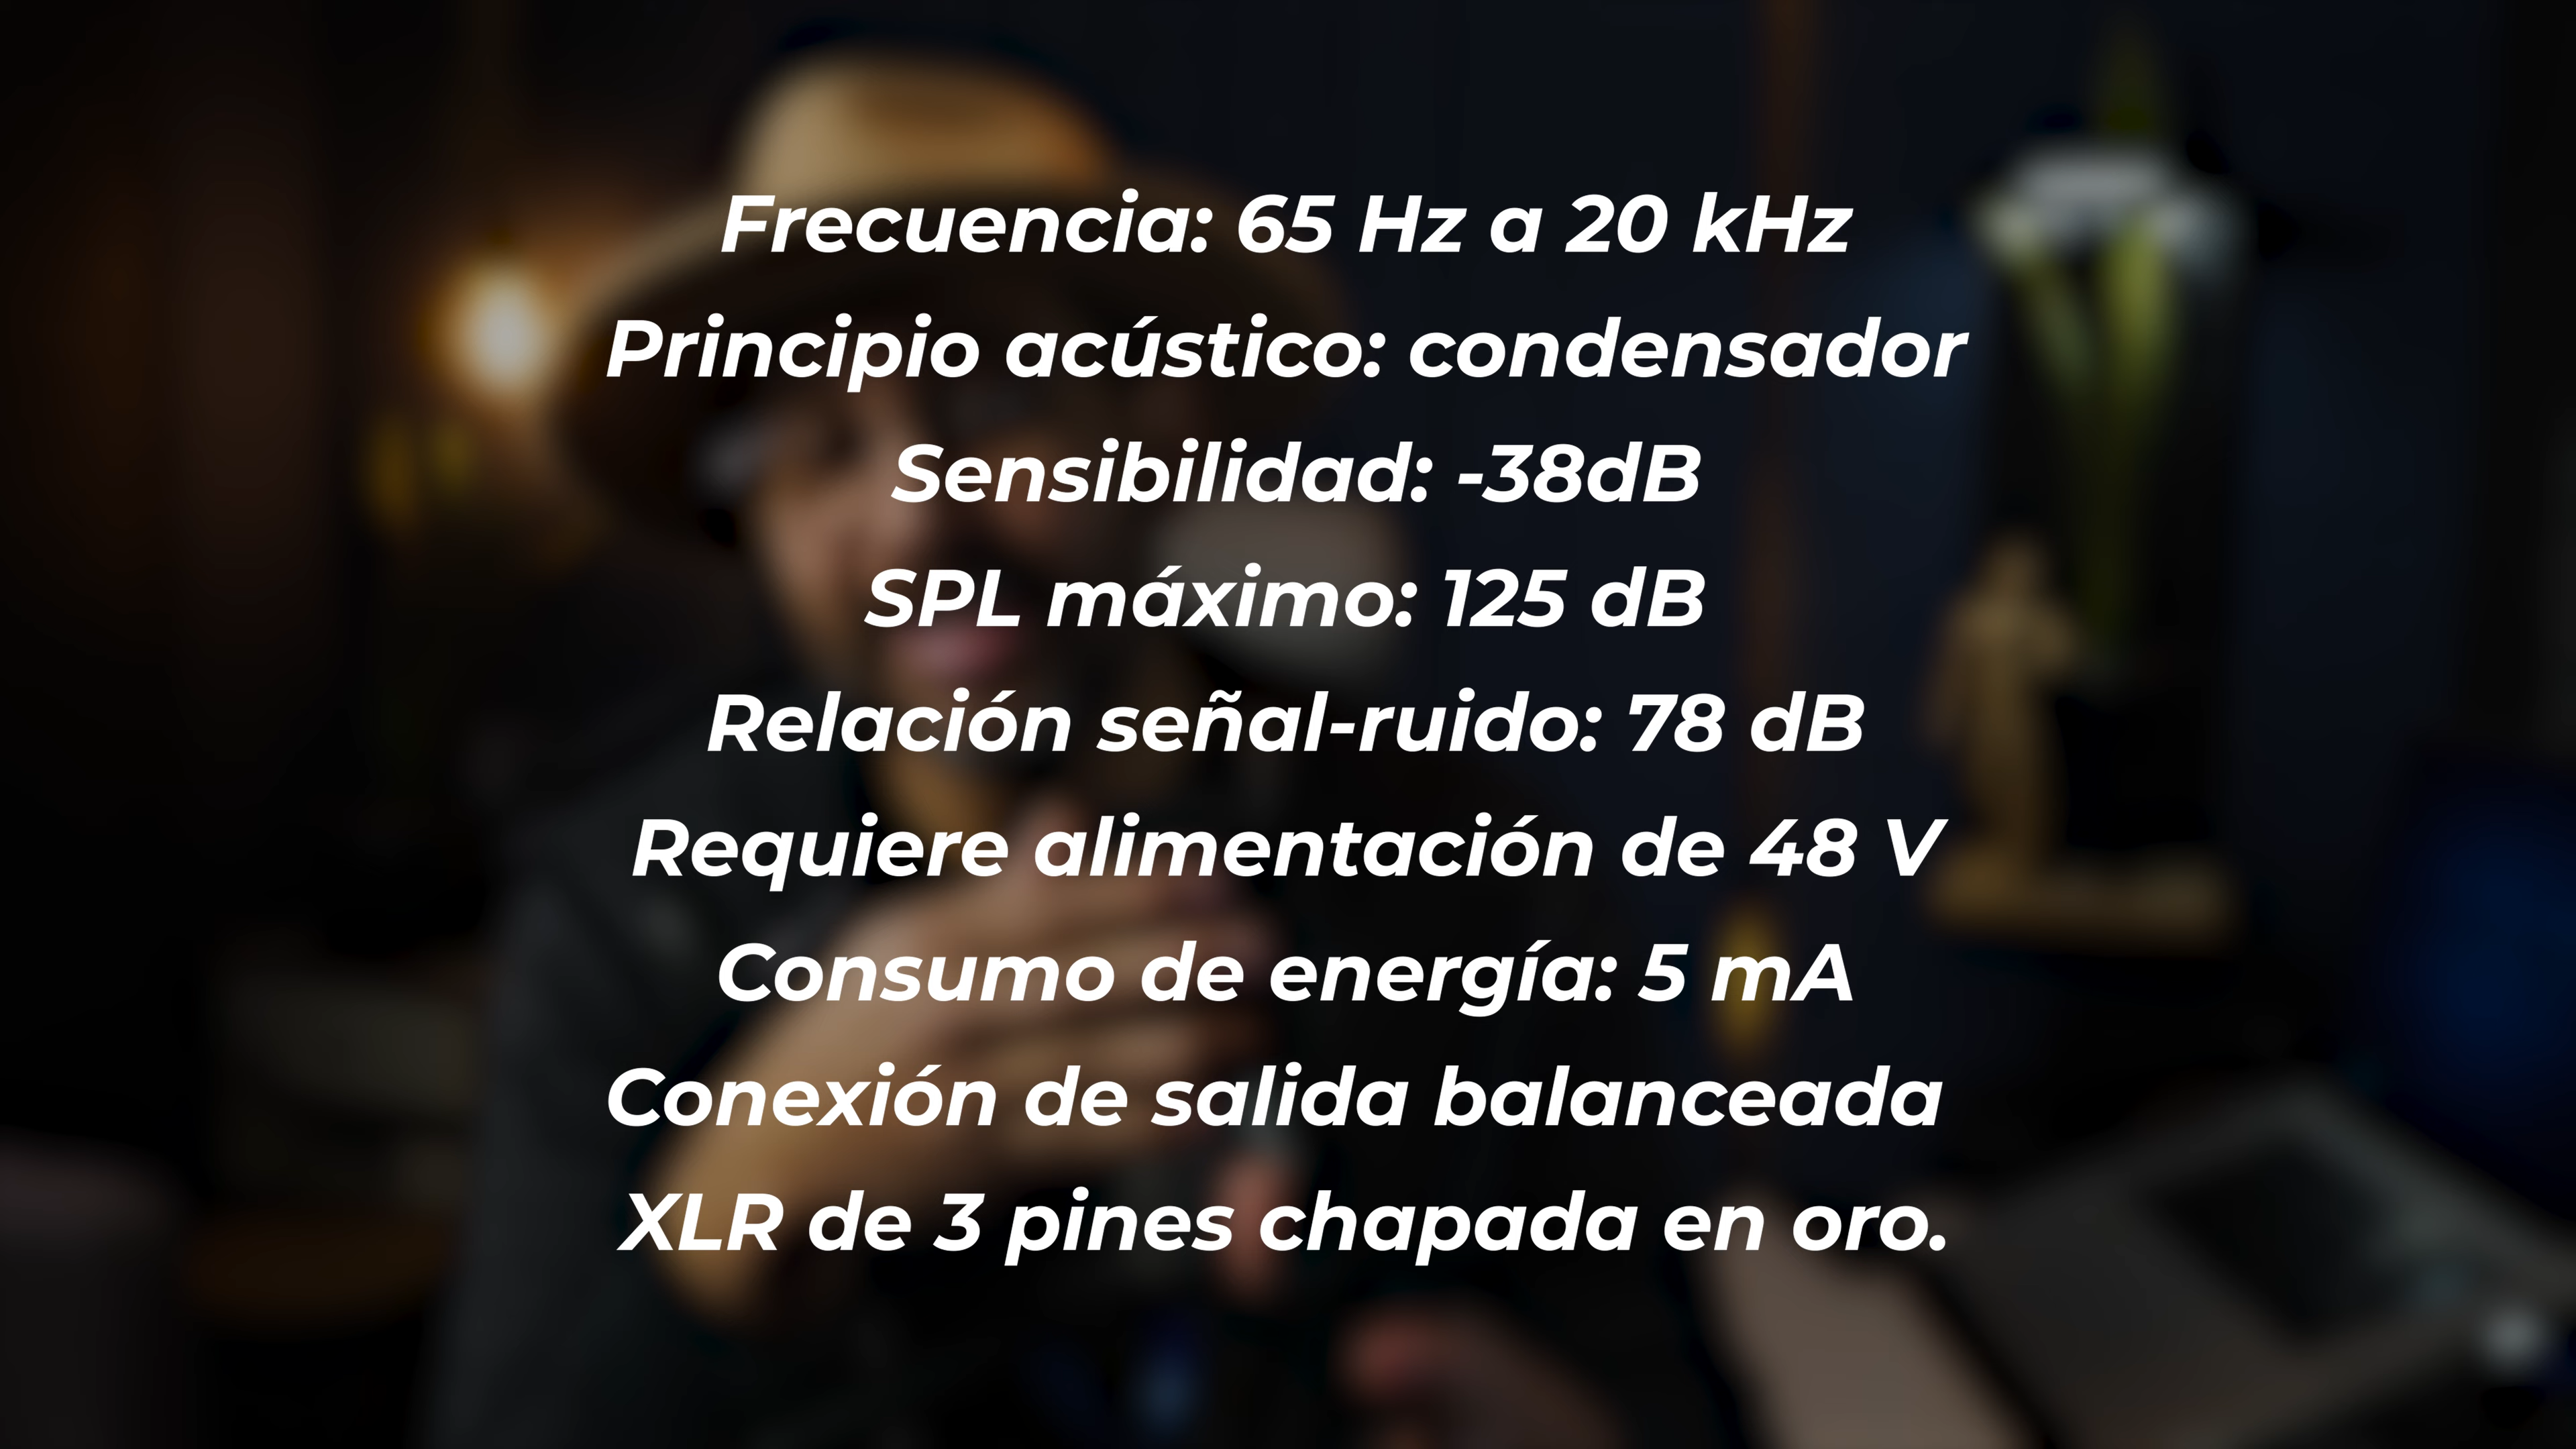 Frecuencia: 65 Hz a 20 kHz
Principio acústico: condensador
Sensibilidad: -38dB
SPL máximo: 125 dB
Relación señal-ruido: 78 dB
Requiere alimentación de 48 V
Consumo de energía: 5 mA
Conexión de salida balanceada
XLR de 3 pines chapada en oro.